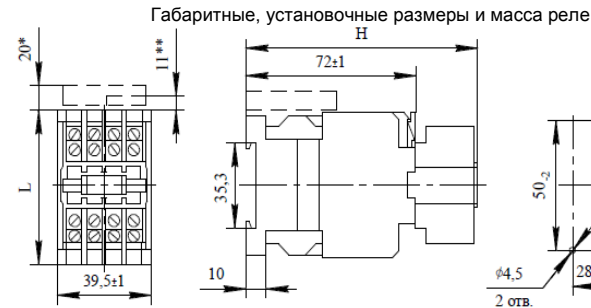 Габаритные, установочные размеры и масса реле
H
72±1
20*
11**
L
35,3
50-2
39,5±1
10
ø4,5
2 отв.
28